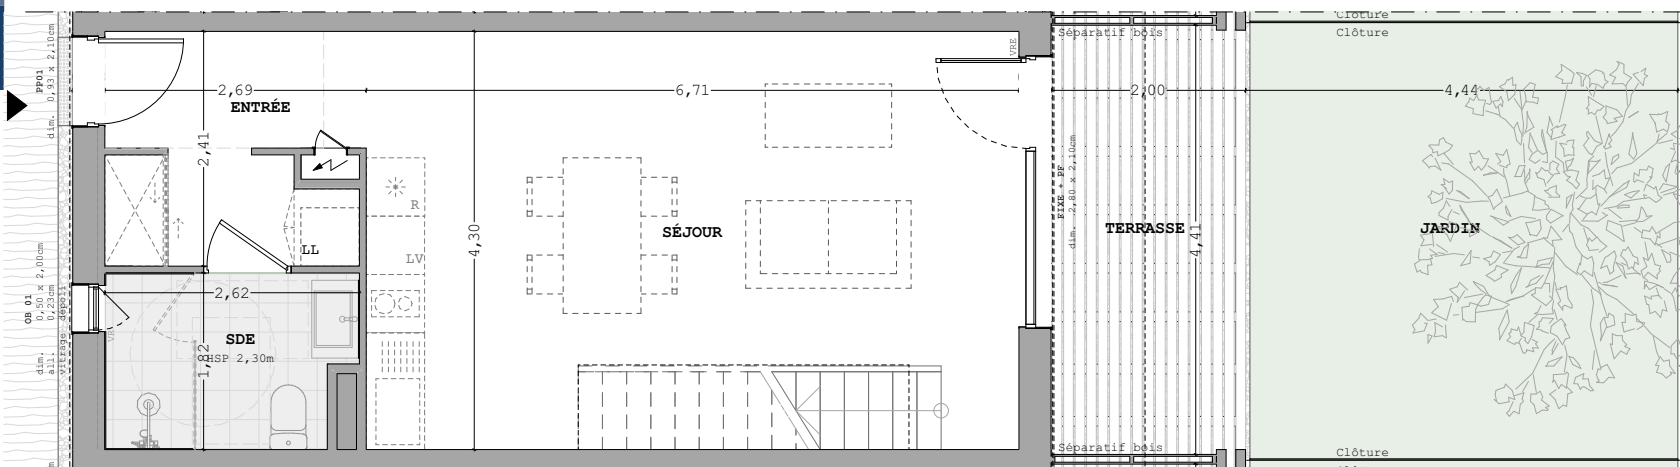 Clôture
Séparatif bois
Clôture
PP01
dim. 0,93 x 2,10cm
VRE
2,69
6,71
2,00
4,44
ENTRÉE
2,41
FIXE + PF
dim. 2,80 x 2,10cm
R
4,30
SÉJOUR
TERRASSE
4,41
JARDIN
LL
LV
OB 01
dim. 0,50 x 2,00cm
all. 0,23cm
vitrage dépoli
2,62
VRE
SDE
HSP 2,30m
1,82
Séparatif bois
Clôture